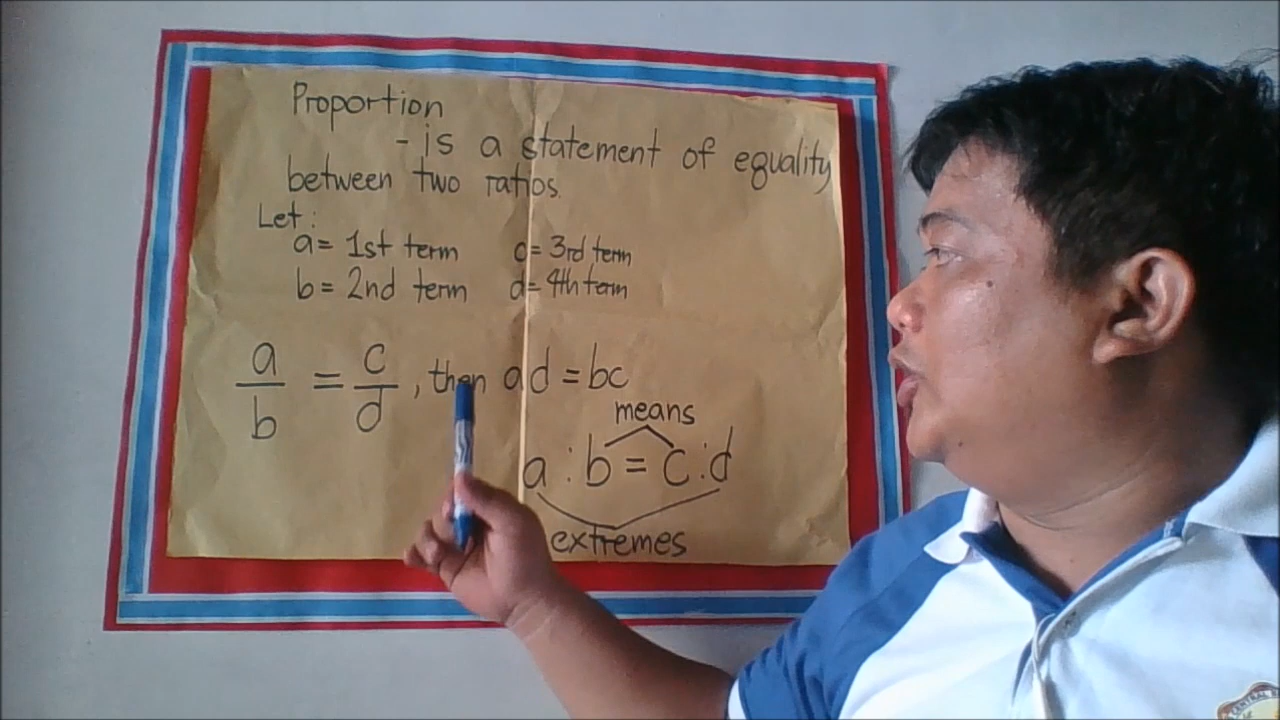 Proportion
- is a statement of equality
between two ratios.
Let:
a = 1st term c = 3rd term
b = 2nd term d = 4th term
a/b = c/d, then ad = bc
means
a : b = c : d
extremes
CENTRAL